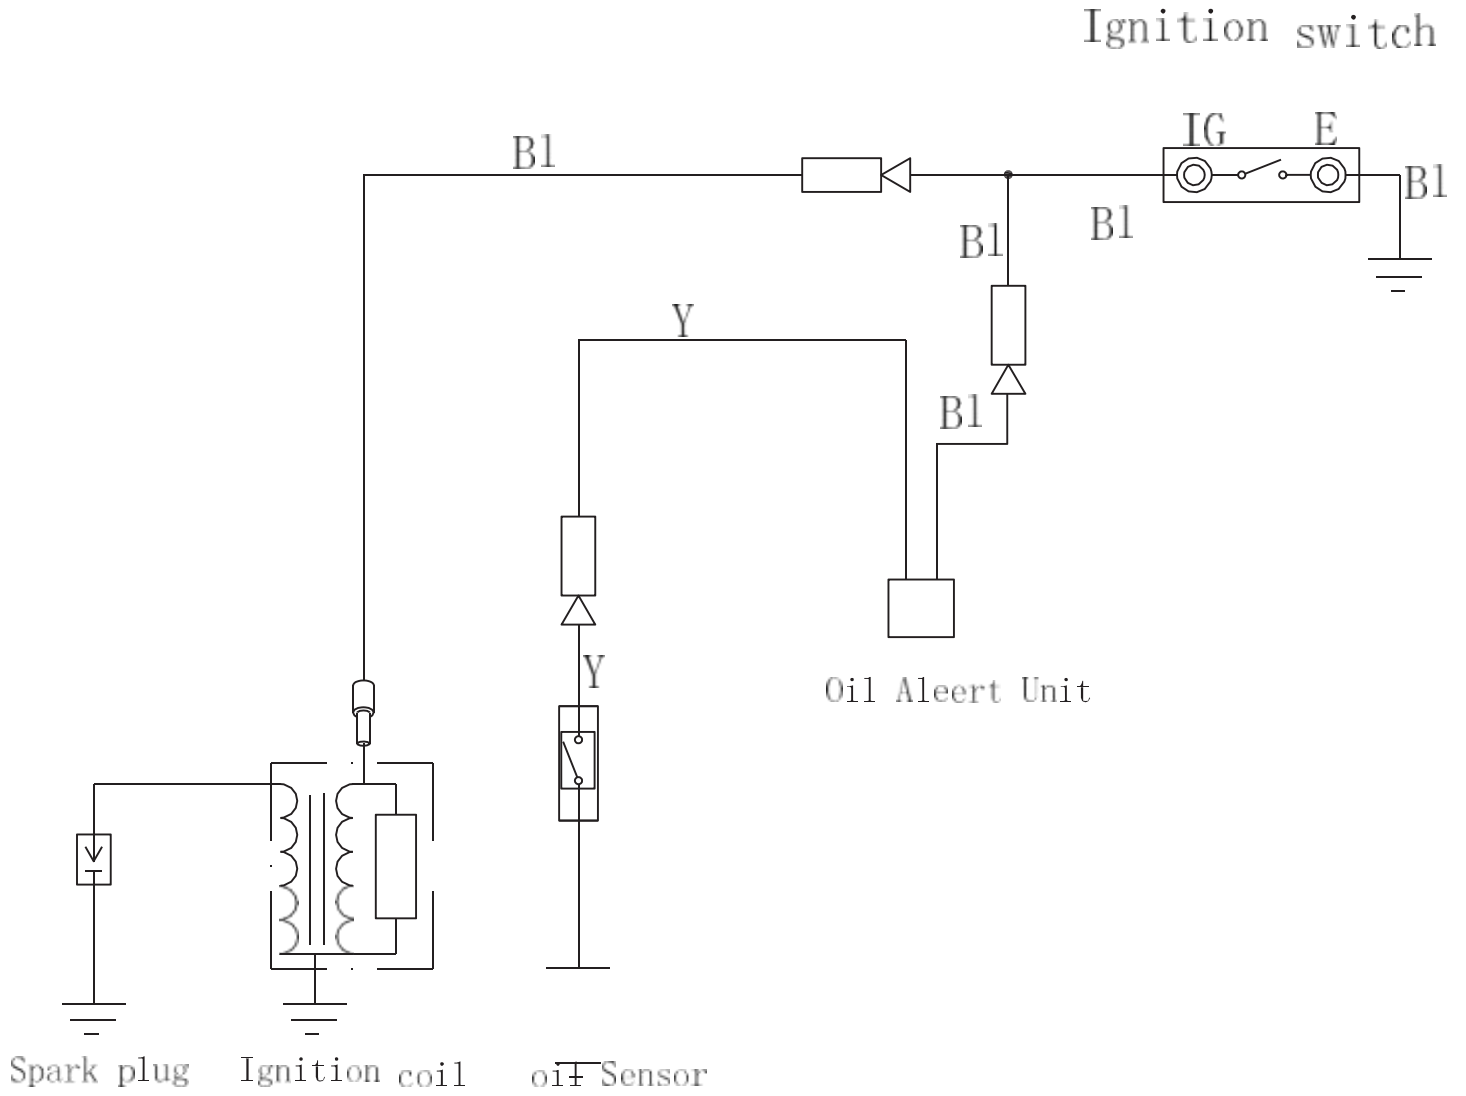 Ignition switch
IG E
Bl
Bl
Bl
Bl
Y
Bl
Y
Oil Aleert Unit
Spark plug Ignition coil oil Sensor